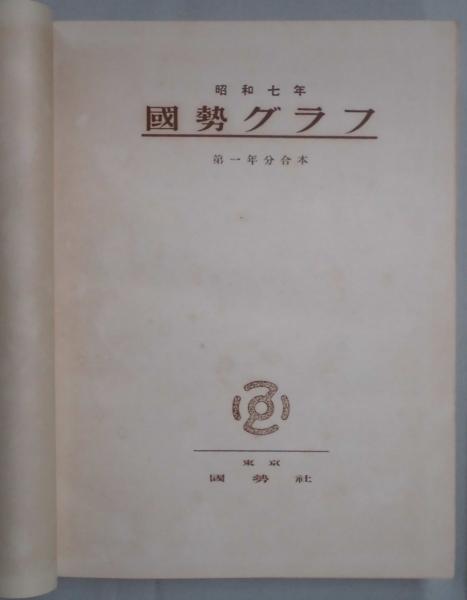 昭和七年
國勢グラフ
第一年分合本
東京
國勢社